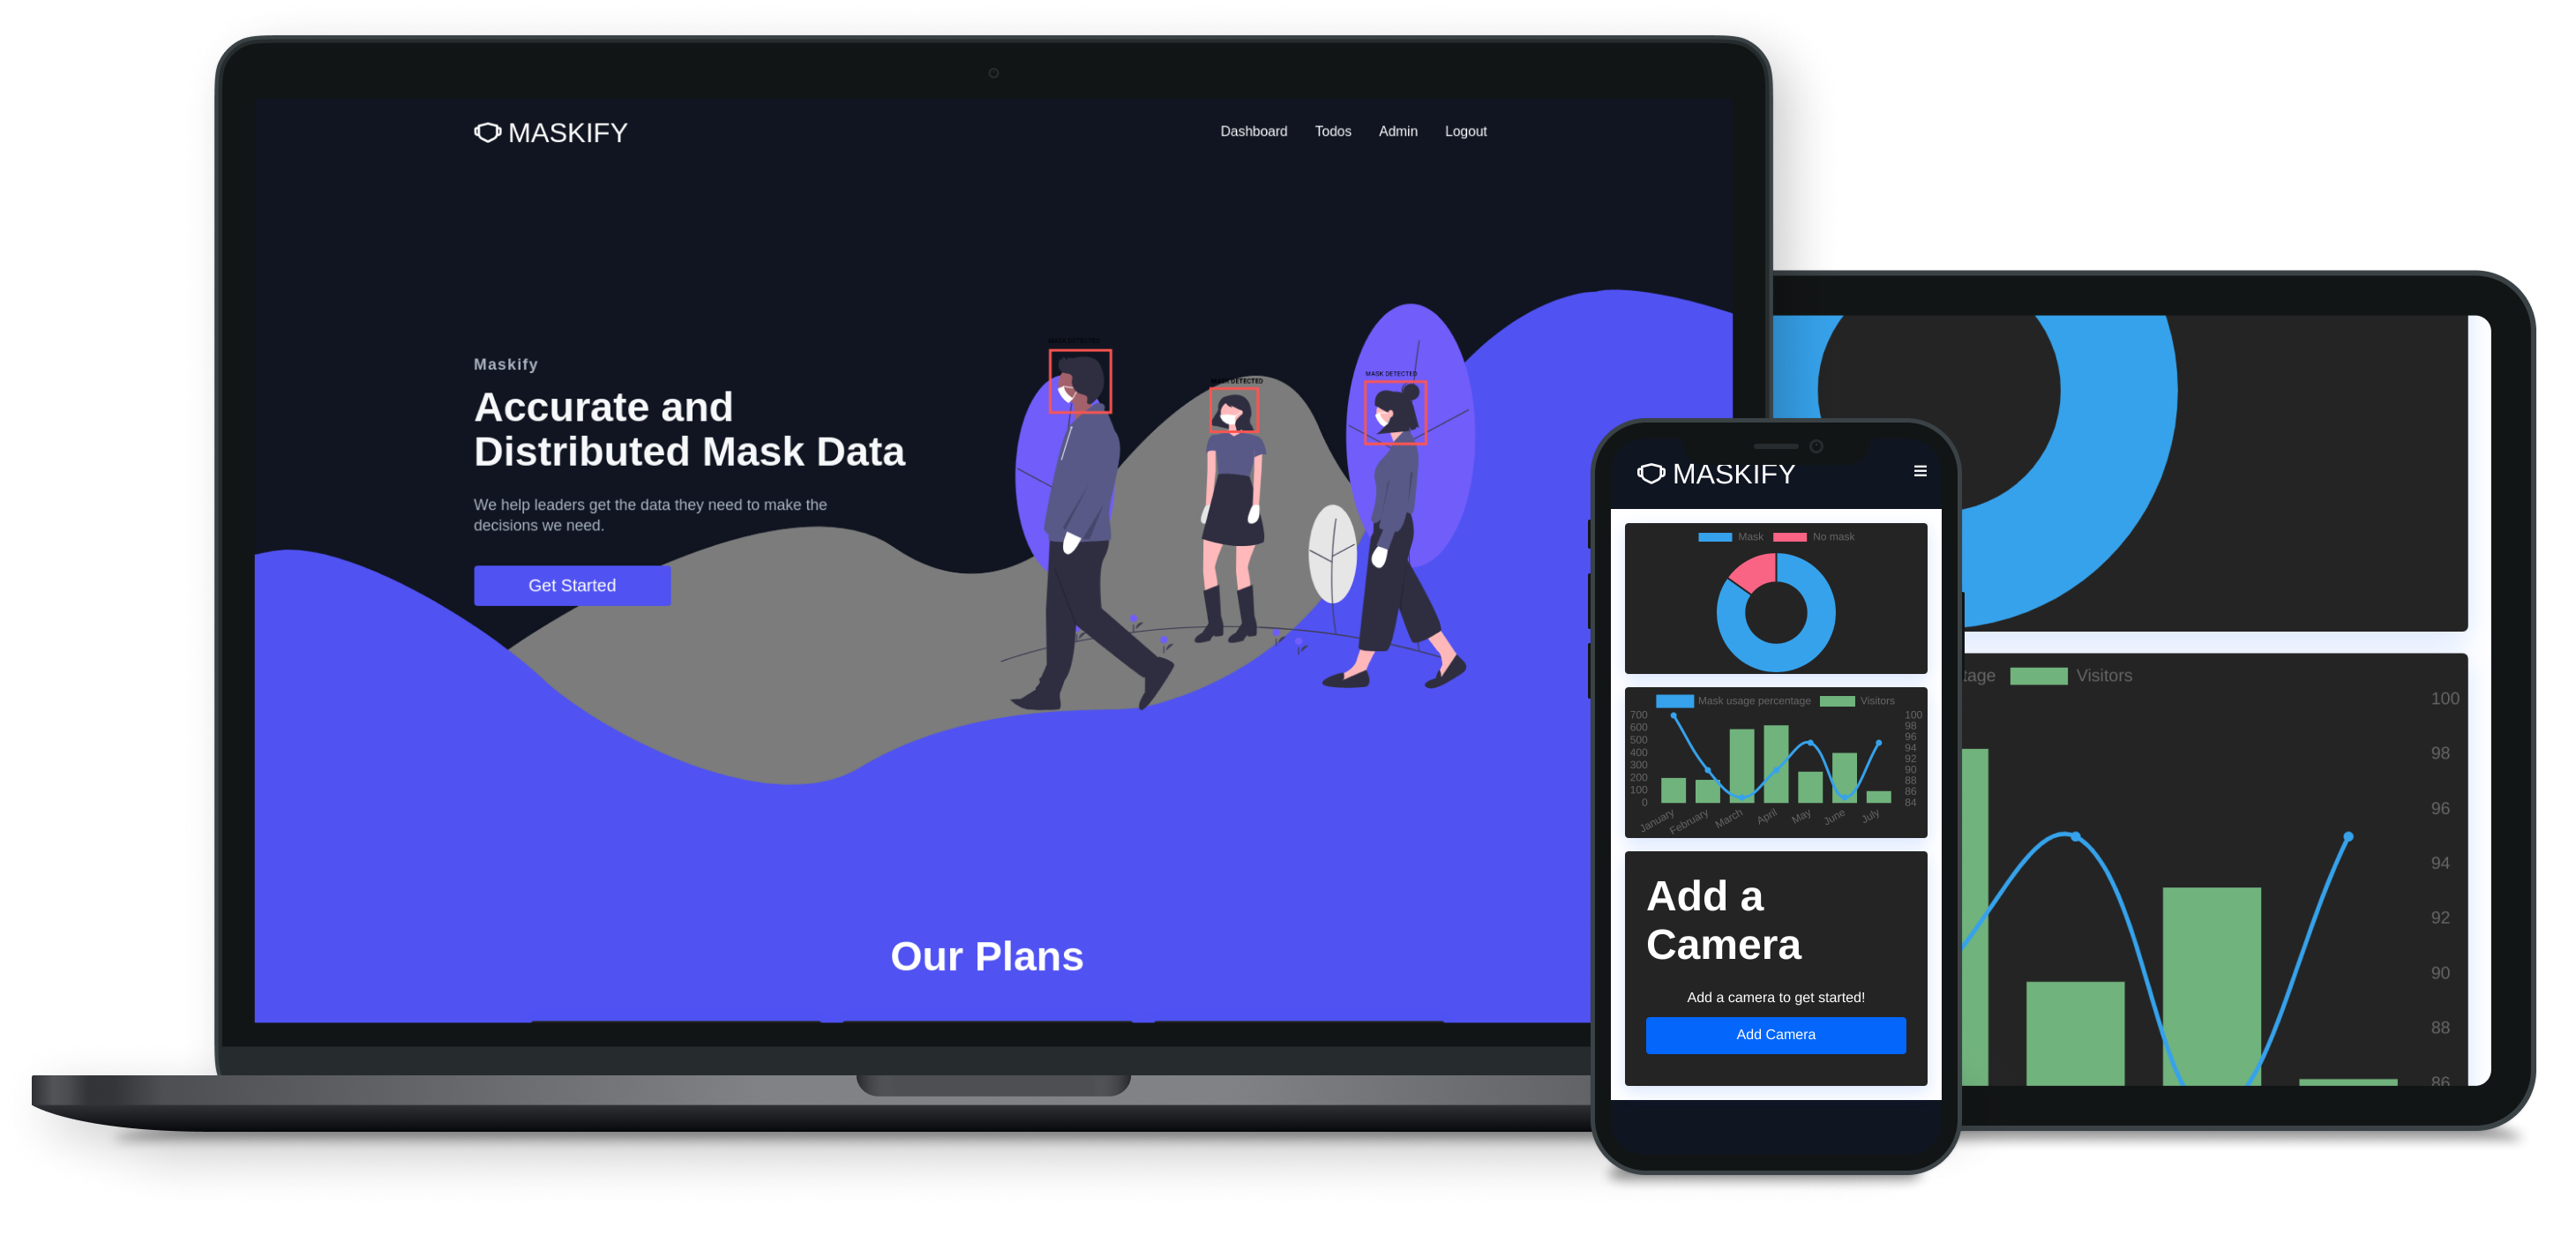 MASKIFY
Dashboard Todos Admin Logout
Maskify
Accurate and
Distributed Mask Data
We help leaders get the data they need to make the
decisions we need.
Get Started
MASK DETECTED
MASK DETECTED
MASK DETECTED
Our Plans
MASKIFY
Mask No mask
Mask usage percentage Visitors
700
600
500
400
300
200
100
0
100
98
96
94
92
90
88
86
84
January February March April May June July
Add a
Camera
Add a camera to get started!
Add Camera
tage Visitors
100
98
96
94
92
90
88
86